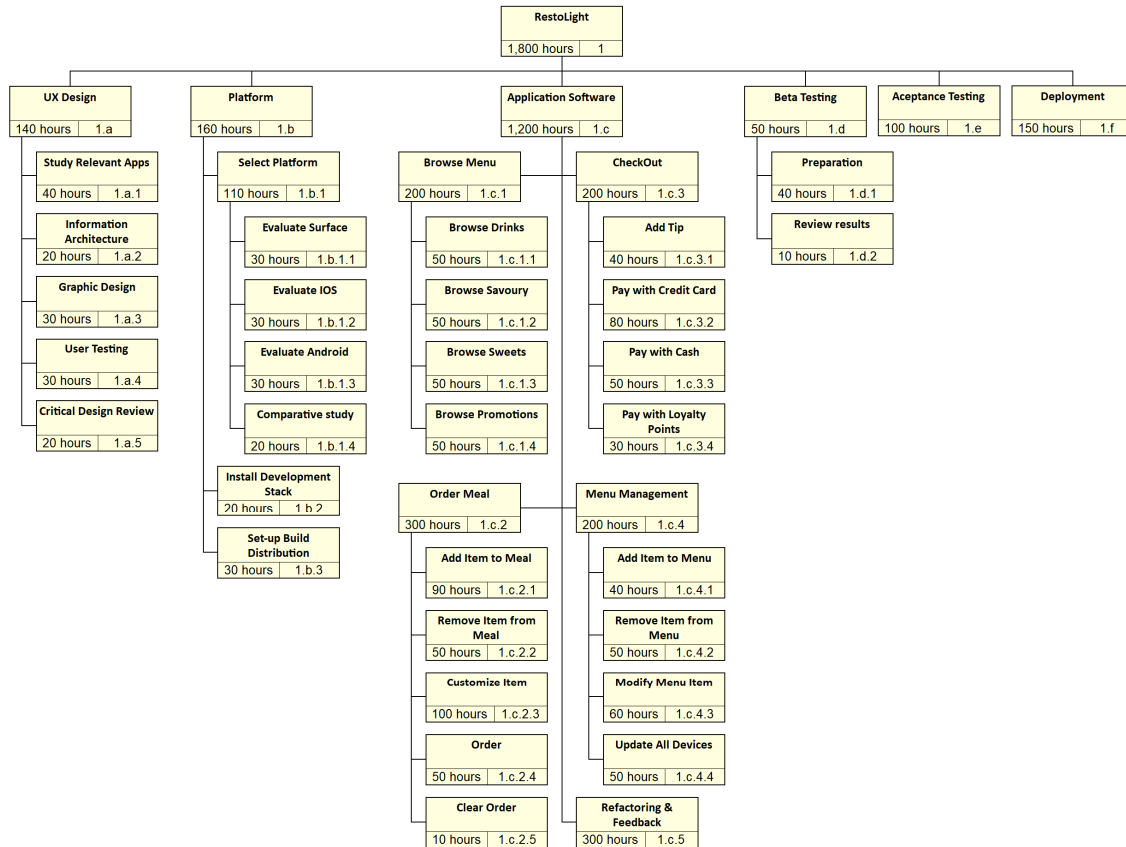 RestoLight
1,800 hours 1
UX Design
140 hours 1.a
Study Relevant Apps
40 hours 1.a.1
Information
Architecture
20 hours 1.a.2
Graphic Design
30 hours 1.a.3
User Testing
30 hours 1.a.4
Critical Design Review
20 hours 1.a.5
Platform
160 hours 1.b
Select Platform
110 hours 1.b.1
Evaluate Surface
30 hours 1.b.1.1
Evaluate IOS
30 hours 1.b.1.2
Evaluate Android
30 hours 1.b.1.3
Comparative study
20 hours 1.b.1.4
Install Development
Stack
20 hours 1.b.2
Set-up Build
Distribution
30 hours 1.b.3
Application Software
1,200 hours 1.c
Browse Menu
200 hours 1.c.1
Browse Drinks
50 hours 1.c.1.1
Browse Savoury
50 hours 1.c.1.2
Browse Sweets
50 hours 1.c.1.3
Browse Promotions
50 hours 1.c.1.4
CheckOut
200 hours 1.c.3
Add Tip
40 hours 1.c.3.1
Pay with Credit Card
80 hours 1.c.3.2
Pay with Cash
50 hours 1.c.3.3
Pay with Loyalty
Points
30 hours 1.c.3.4
Order Meal
300 hours 1.c.2
Add Item to Meal
90 hours 1.c.2.1
Remove Item from
Meal
50 hours 1.c.2.2
Customize Item
100 hours 1.c.2.3
Order
50 hours 1.c.2.4
Clear Order
10 hours 1.c.2.5
Menu Management
200 hours 1.c.4
Add Item to Menu
40 hours 1.c.4.1
Remove Item from
Menu
50 hours 1.c.4.2
Modify Menu Item
60 hours 1.c.4.3
Update All Devices
50 hours 1.c.4.4
Refactoring &
Feedback
300 hours 1.c.5
Beta Testing
50 hours 1.d
Preparation
40 hours 1.d.1
Review results
10 hours 1.d.2
Aceptance Testing
100 hours 1.e
Deployment
150 hours 1.f